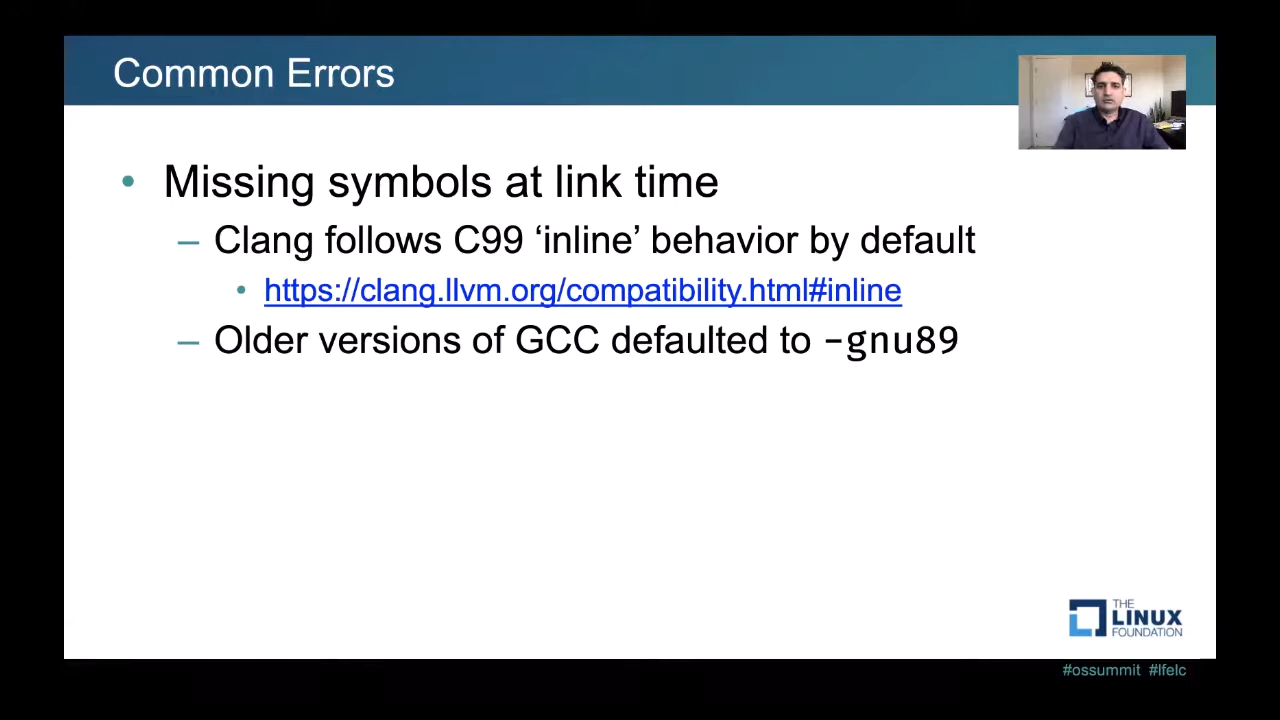 Common Errors
• Missing symbols at link time
– Clang follows C99 ‘inline’ behavior by default
• https://clang.llvm.org/compatibility.html#inline
– Older versions of GCC defaulted to -gnu89
THE
LINUX
FOUNDATION
#ossummit #lfelc